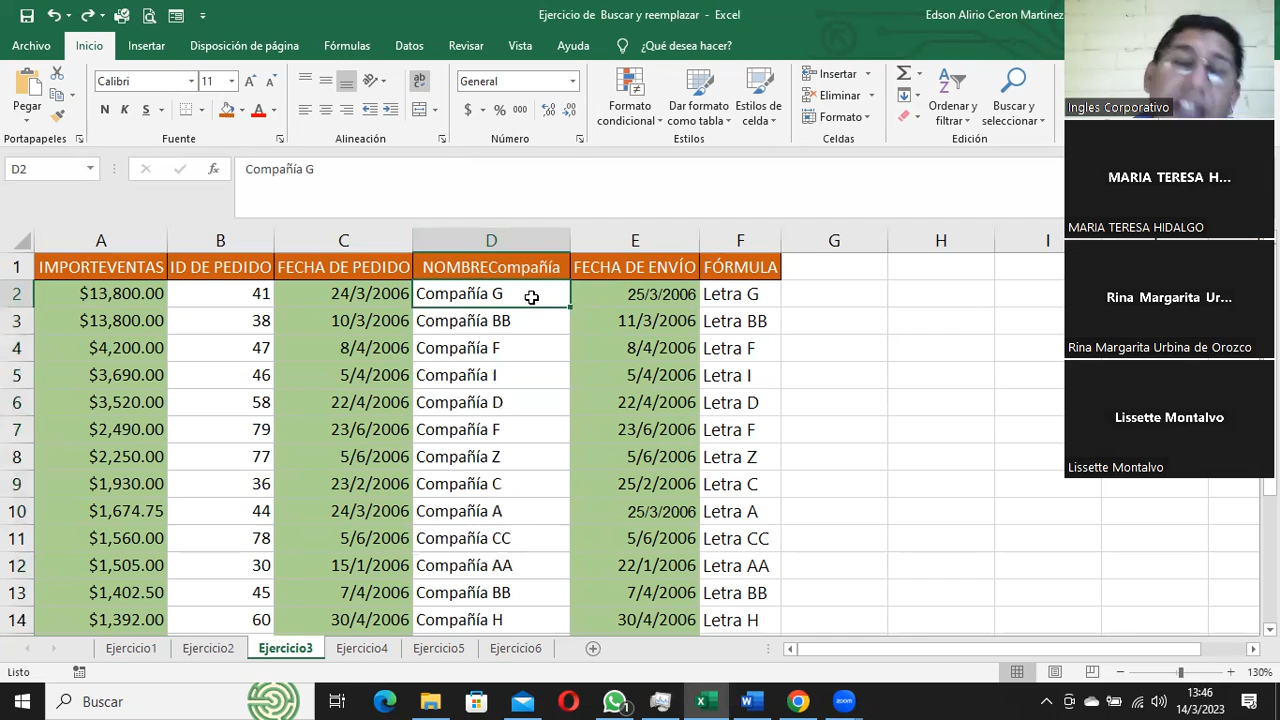 Ejercicio de Buscar y reemplazar - Excel
Edson Alirio Ceron Martinez
Archivo Inicio Insertar Disposición de página Fórmulas Datos Revisar Vista Ayuda ¿Qué desea hacer?
Pegar
Calibri 11
N K S
General
$ % 000
Formato condicional
Dar formato como tabla
Estilos de celda
Insertar
Eliminar
Formato
Ordenar y filtrar
Buscar y seleccionar
Portapapeles Fuente Alineación Número Estilos Celdas Edición
D2 fx Compañía G
A B C D E F G H I
1 IMPORTEVENTAS ID DE PEDIDO FECHA DE PEDIDO NOMBRECompañía FECHA DE ENVÍO FÓRMULA
2 $13,800.00 41 24/3/2006 Compañía G 25/3/2006 Letra G
3 $13,800.00 38 10/3/2006 Compañía BB 11/3/2006 Letra BB
4 $4,200.00 47 8/4/2006 Compañía F 8/4/2006 Letra F
5 $3,690.00 46 5/4/2006 Compañía I 5/4/2006 Letra I
6 $3,520.00 58 22/4/2006 Compañía D 22/4/2006 Letra D
7 $2,490.00 79 23/6/2006 Compañía F 23/6/2006 Letra F
8 $2,250.00 77 5/6/2006 Compañía Z 5/6/2006 Letra Z
9 $1,930.00 36 23/2/2006 Compañía C 25/2/2006 Letra C
10 $1,674.75 44 24/3/2006 Compañía A 25/3/2006 Letra A
11 $1,560.00 78 5/6/2006 Compañía CC 5/6/2006 Letra CC
12 $1,505.00 30 15/1/2006 Compañía AA 22/1/2006 Letra AA
13 $1,402.50 45 7/4/2006 Compañía BB 7/4/2006 Letra BB
14 $1,392.00 60 30/4/2006 Compañía H 30/4/2006 Letra H
Ejercicio1 Ejercicio2 Ejercicio3 Ejercicio4 Ejercicio5 Ejercicio6
Listo
130%
Buscar
1
zoom
13:46
14/3/2023
Ingles Corporativo
MARIA TERESA H...
MARIA TERESA HIDALGO
Rina Margarita Ur...
Rina Margarita Urbina de Orozco
Lissette Montalvo
Lissette Montalvo